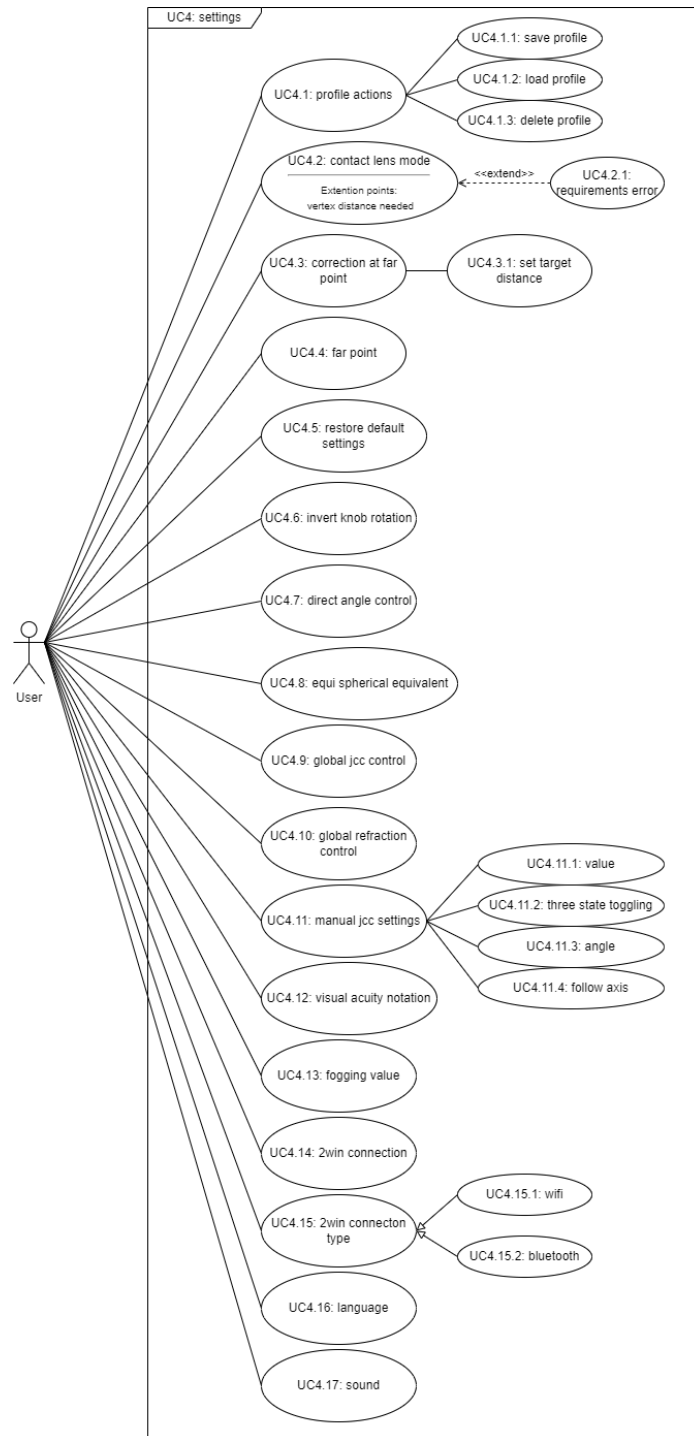 UC4: settings
UC4.1.1: save profile
UC4.1.2: load profile
UC4.1: profile actions
UC4.1.3: delete profile
UC4.2: contact lens mode
Extention points:
vertex distance needed
<<extend>>
UC4.2.1:
requirements error
UC4.3: correction at far
point
UC4.3.1: set target
distance
UC4.4: far point
UC4.5: restore default
settings
UC4.6: invert knob rotation
UC4.7: direct angle control
User
UC4.8: equi spherical equivalent
UC4.9: global jcc control
UC4.10: global refraction
control
UC4.11.1: value
UC4.11.2: three state toggling
UC4.11: manual jcc settings
UC4.11.3: angle
UC4.11.4: follow axis
UC4.12: visual acuity notation
UC4.13: fogging value
UC4.14: 2win connection
UC4.15.1: wifi
UC4.15: 2win connecton
type
UC4.15.2: bluetooth
UC4.16: language
UC4.17: sound